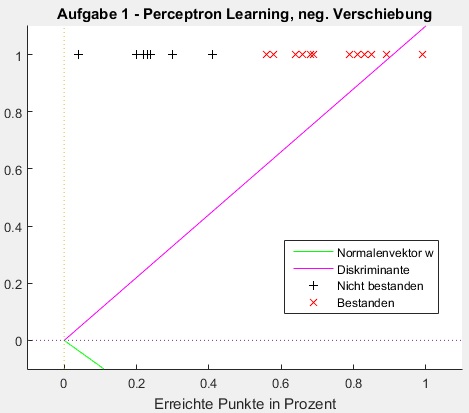 Aufgabe 1 - Perceptron Learning, neg. Verschiebung
1
0.8
0.6
0.4
0.2
0
Normalenvektor w
Diskriminante
Nicht bestanden
Bestanden
0 0.2 0.4 0.6 0.8 1
Erreichte Punkte in Prozent